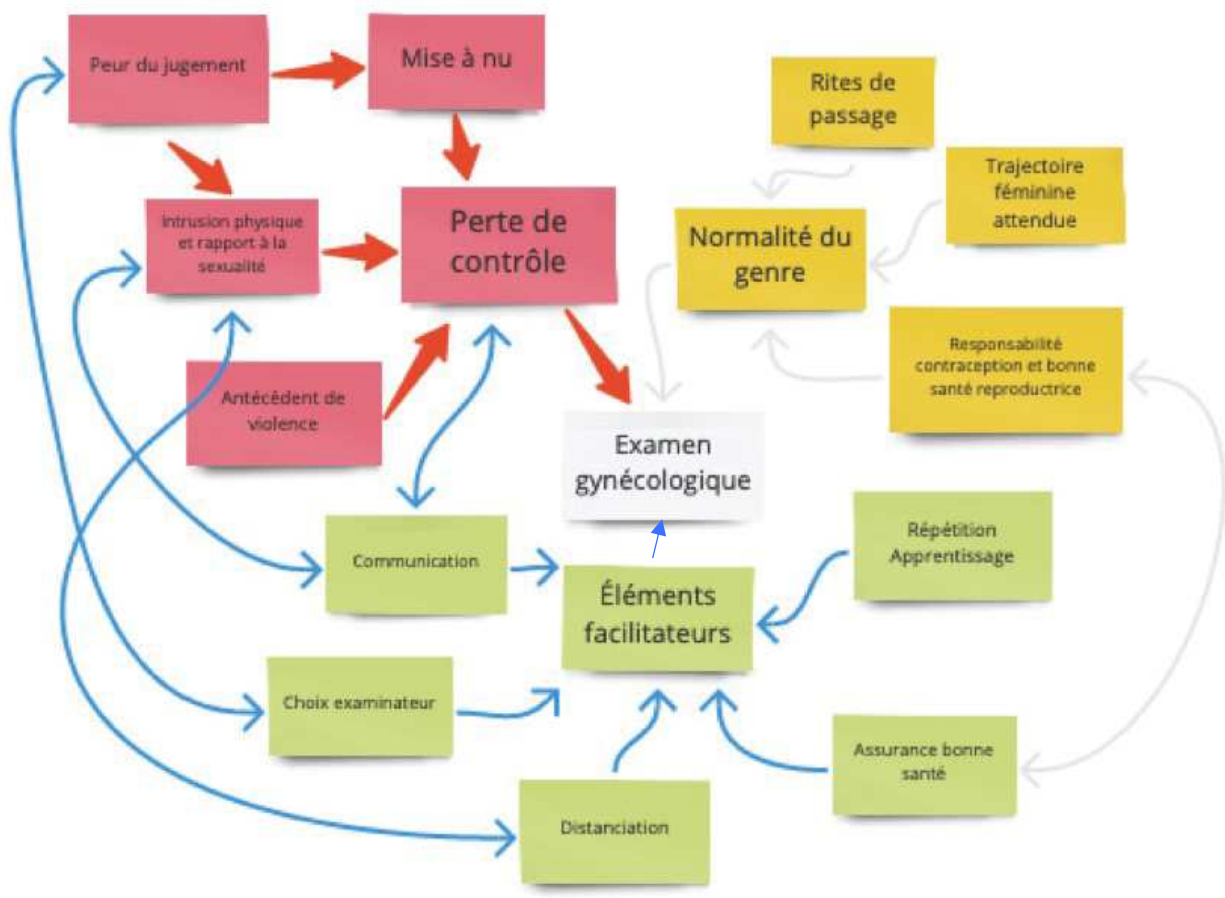 Peur du jugement
Mise à nu
Rites de
passage
Trajectoire
féminine
attendue
Intrusion physique
et rapport à la
sexualité
Perte de
contrôle
Normalité du
genre
Responsabilité
contraception et bonne
santé reproductrice
Antécédent de
violence
Examen
gynécologique
Répétition
Apprentissage
Communication
Éléments
facilitateurs
Choix examinateur
Assurance bonne
santé
Distanciation